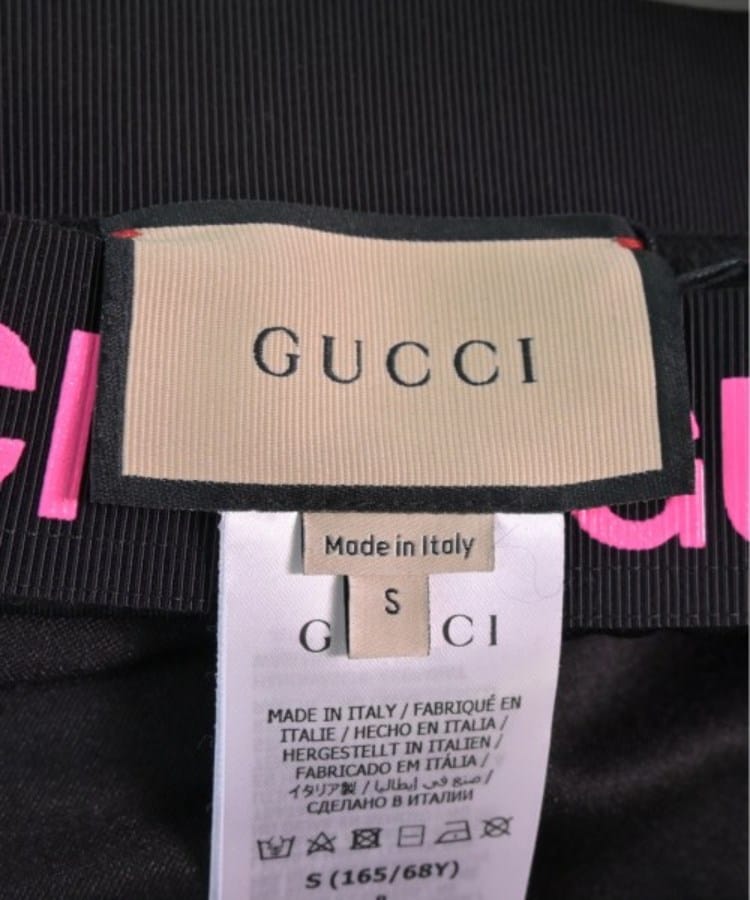 GUCCI
Made in Italy
S
G CI
MADE IN ITALY / FABRIQUÉ EN
ITALIE / HECHO EN ITALIA /
HERGESTELLT IN ITALIEN /
FABRICADO EM ITÁLIA /
イタリア製 / صنع في إيطاليا /
СДЕЛАНО В ИТАЛИИ
S (165/68Y)